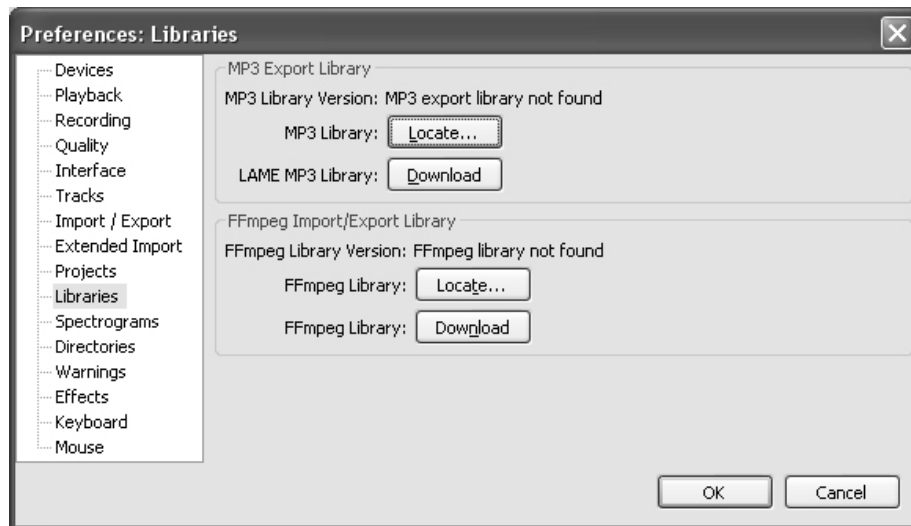 Preferences: Libraries
Devices
Playback
Recording
Quality
Interface
Tracks
Import / Export
Extended Import
Projects
Libraries
Spectrograms
Directories
Warnings
Effects
Keyboard
Mouse
MP3 Export Library
MP3 Library Version: MP3 export library not found
MP3 Library: Locate...
LAME MP3 Library: Download
FFmpeg Import/Export Library
FFmpeg Library Version: FFmpeg library not found
FFmpeg Library: Locate...
FFmpeg Library: Download
OK Cancel